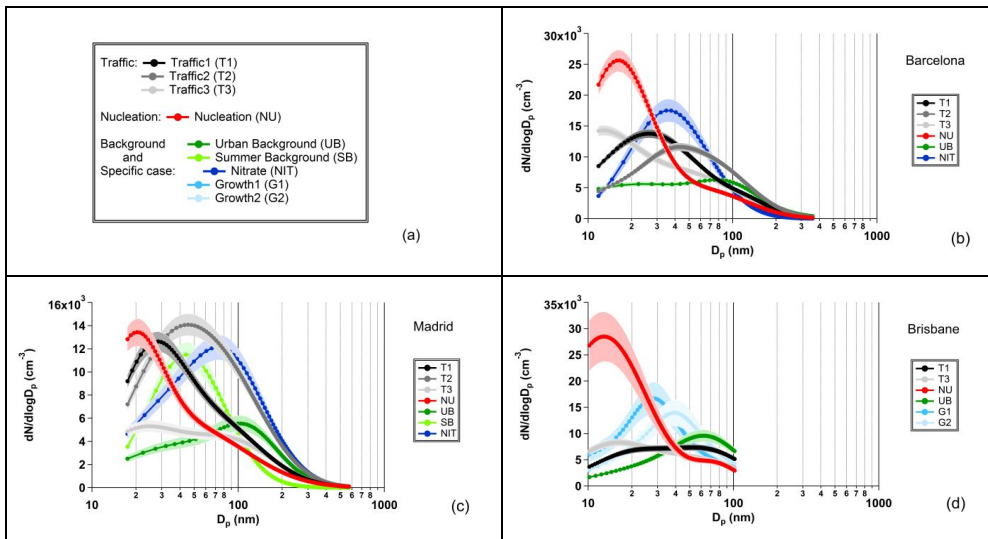 Traffic: Traffic1 (T1)
Traffic2 (T2)
Traffic3 (T3)
Nucleation: Nucleation (NU)
Background Urban Background (UB)
and Summer Background (SB)
Specific case: Nitrate (NIT)
Growth1 (G1)
Growth2 (G2)
(a)
30x10³
25
20
15
10
5
0
dN/dlogDp (cm⁻³)
10 2 3 4 5 6 7 8 100 2 3 4 5 6 7 8 1000
Dp (nm)
Barcelona
T1
T2
T3
NU
UB
NIT
(b)
16x10³
14
12
10
8
6
4
2
0
dN/dlogDp (cm⁻³)
10 2 3 4 5 6 7 8 100 2 3 4 5 6 7 8 1000
Dp (nm)
Madrid
T1
T2
T3
NU
UB
SB
NIT
(c)
35x10³
30
25
20
15
10
5
0
dN/dlogDp (cm⁻³)
10 2 3 4 5 6 7 8 100 2 3 4 5 6 7 8 1000
Dp (nm)
Brisbane
T1
T3
NU
UB
G1
G2
(d)